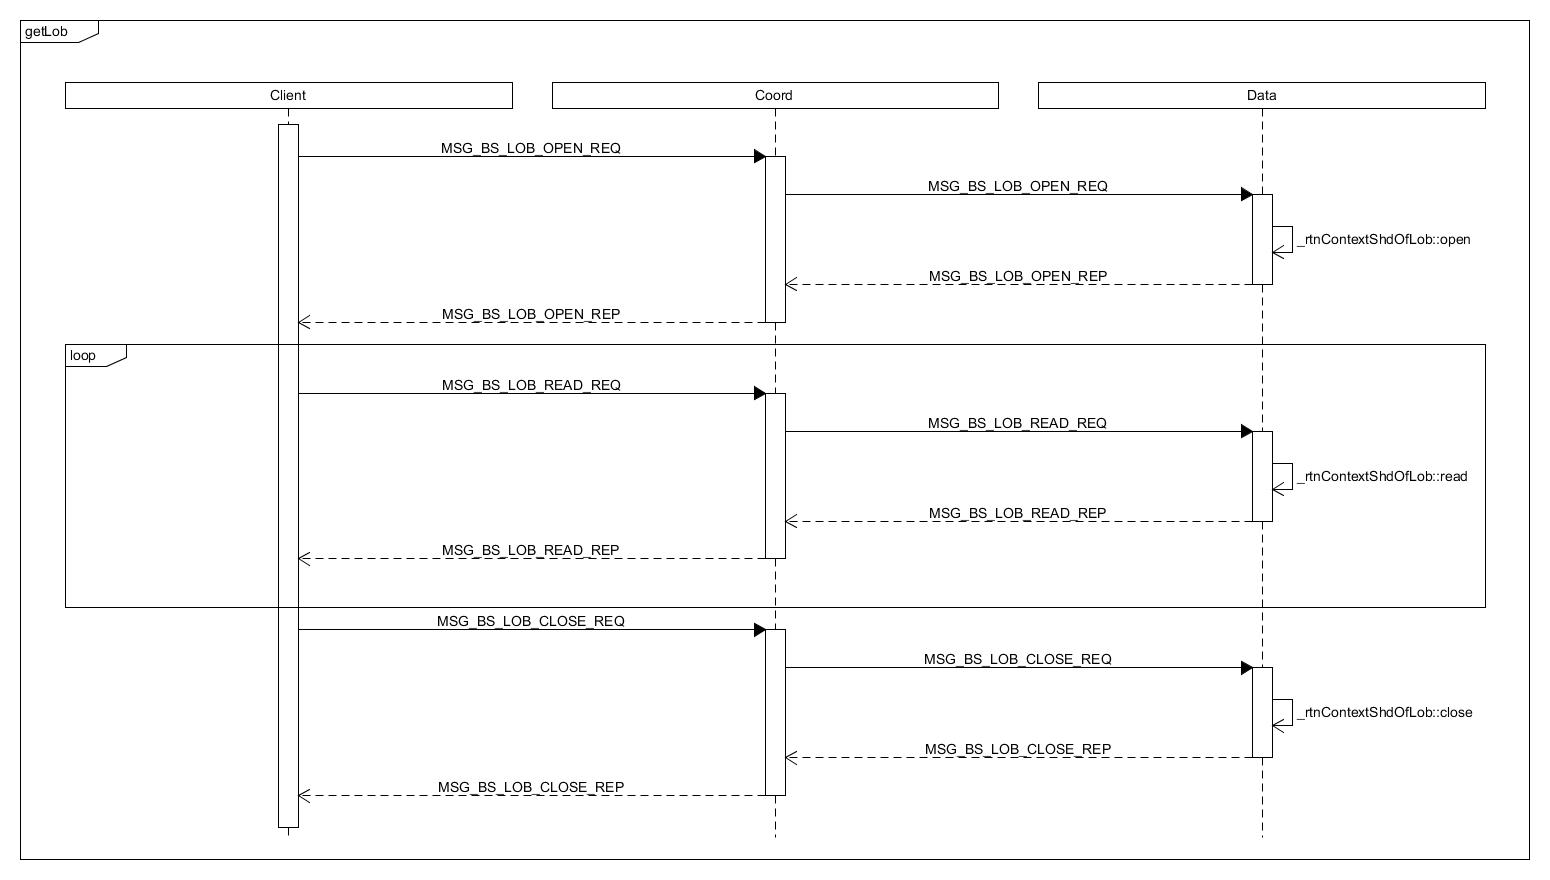 getLob
Client
Coord
Data
MSG_BS_LOB_OPEN_REQ
MSG_BS_LOB_OPEN_REQ
_rtnContextShdOfLob::open
MSG_BS_LOB_OPEN_REP
MSG_BS_LOB_OPEN_REP
loop
MSG_BS_LOB_READ_REQ
MSG_BS_LOB_READ_REQ
_rtnContextShdOfLob::read
MSG_BS_LOB_READ_REP
MSG_BS_LOB_READ_REP
MSG_BS_LOB_CLOSE_REQ
MSG_BS_LOB_CLOSE_REQ
_rtnContextShdOfLob::close
MSG_BS_LOB_CLOSE_REP
MSG_BS_LOB_CLOSE_REP